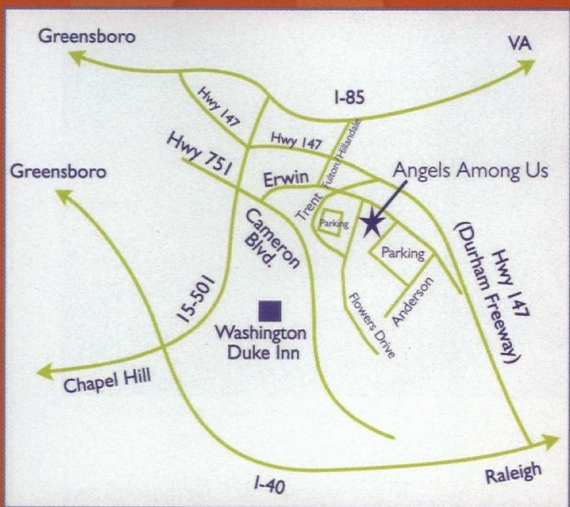 Greensboro
VA
I-85
Hwy 147
Hwy 147
Fulton/Hillandale
Hwy 751
Greensboro
Erwin
Trent
Angels Among Us
Parking
Parking
Cameron
Blvd.
Hwy 147
(Durham Freeway)
15-501
Flowers Drive
Anderson
Washington
Duke Inn
Chapel Hill
I-40
Raleigh